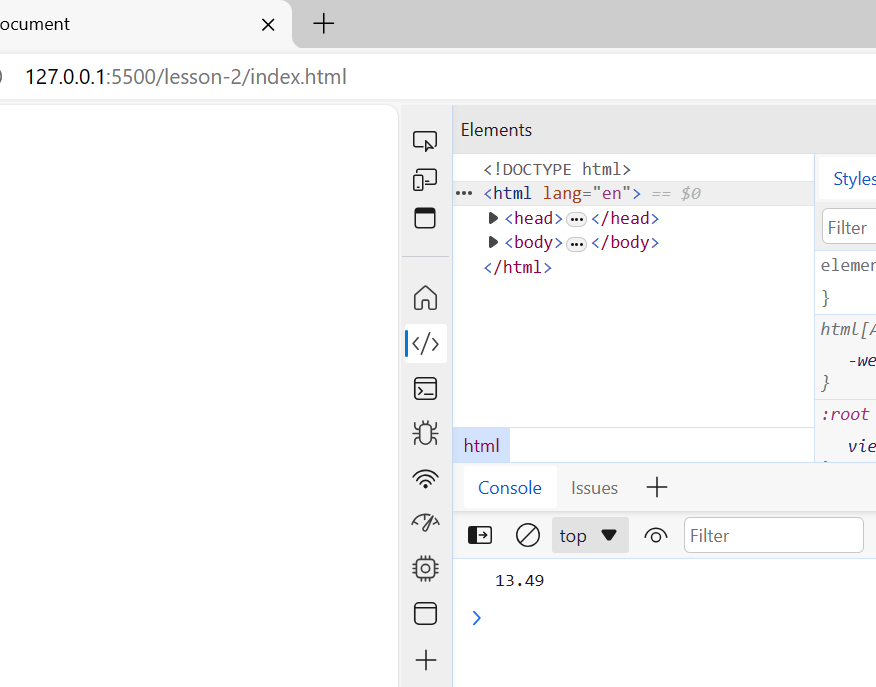 ocument
127.0.0.1:5500/lesson-2/index.html
Elements
<!DOCTYPE html>
<html lang="en"> == $0
<head> </head>
<body> </body>
</html>
html
Styles
Filter
elemen
}
html[A
-we
}
:root
vie
Console Issues
top Filter
13.49